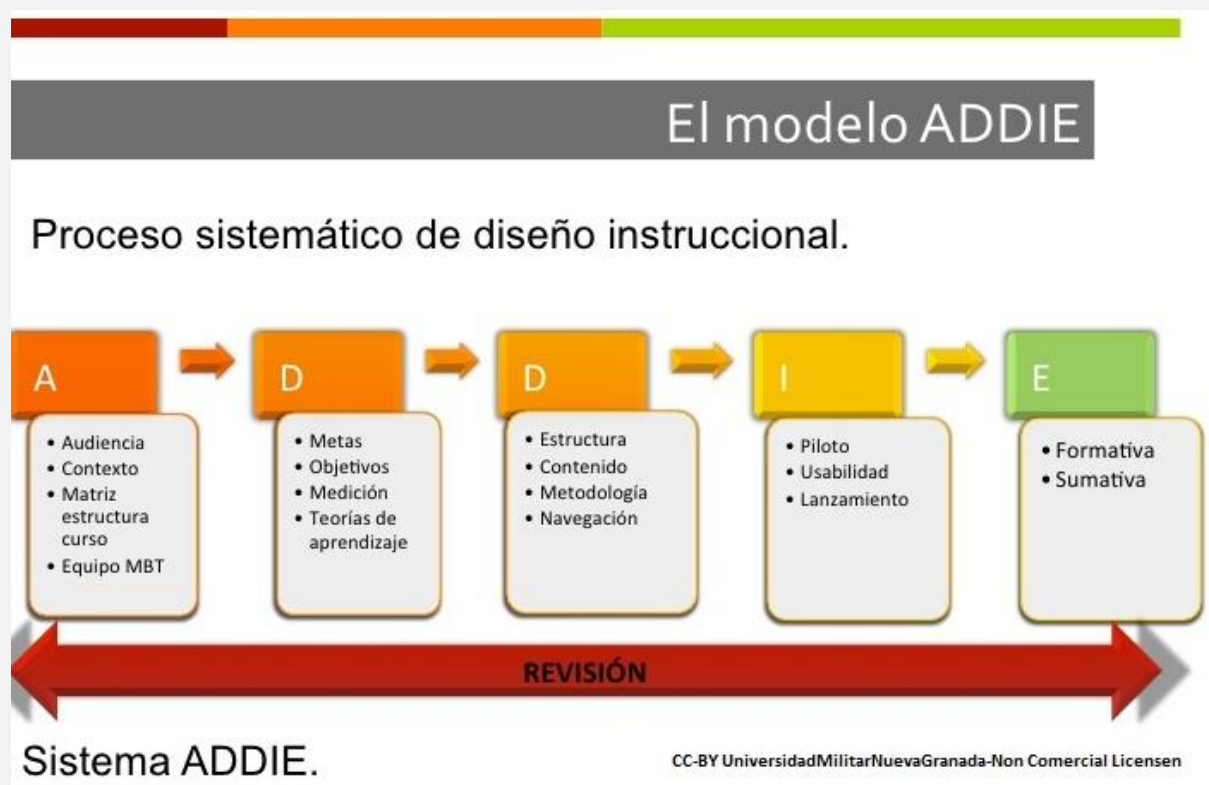 El modelo ADDIE
Proceso sistemático de diseño instruccional.
A
• Audiencia
• Contexto
• Matriz
estructura
curso
• Equipo MBT
D
• Metas
• Objetivos
• Medición
• Teorías de
aprendizaje
D
• Estructura
• Contenido
• Metodología
• Navegación
I
• Piloto
• Usabilidad
• Lanzamiento
E
• Formativa
• Sumativa
REVISIÓN
Sistema ADDIE.
CC-BY UniversidadMilitarNuevaGranada-Non Comercial Licensen